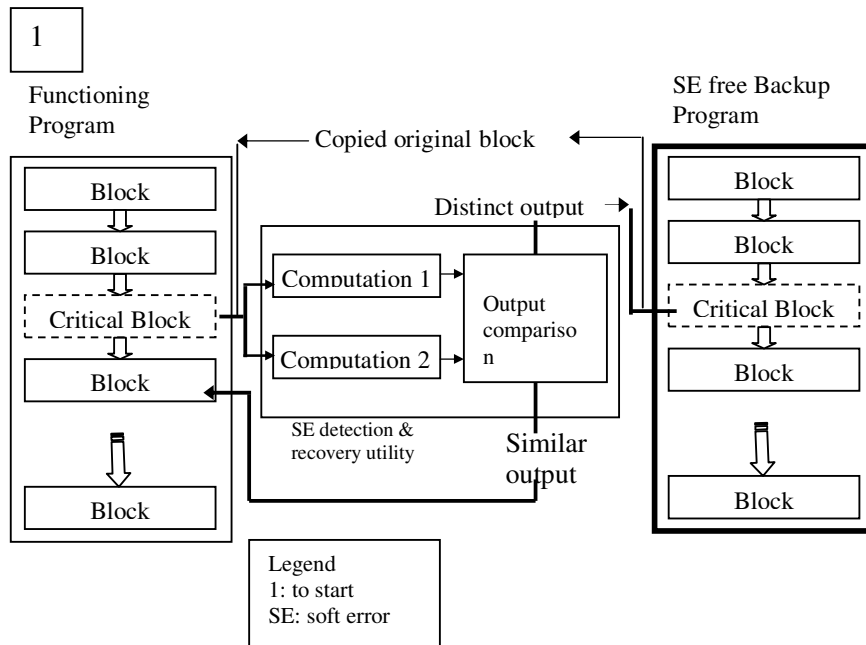 1
Functioning
Program
SE free Backup
Program
Copied original block
Block
Block
Critical Block
Block
Block
Distinct output
Computation 1
Computation 2
Output
compariso
n
SE detection &
recovery utility
Similar
output
Block
Block
Critical Block
Block
Block
Legend
1: to start
SE: soft error